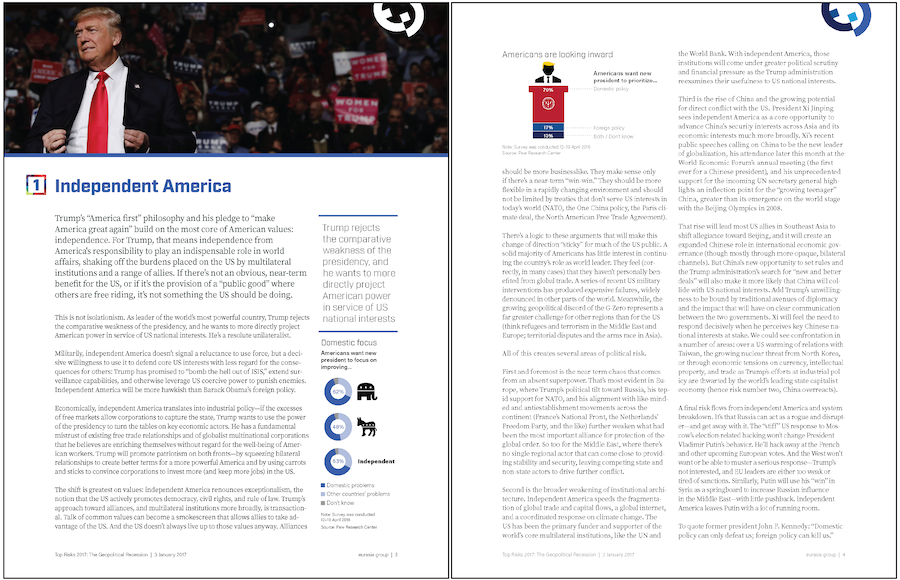 TRUMP
WOMEN
FOR
TRUMP
1 Independent America
Trump's "America first" philosophy and his pledge to "make
America great again" build on the most core of American values:
independence. For Trump, that means independence from
America's responsibility to play an indispensable role in world
affairs, shaking off the burdens placed on the US by multilateral
institutions and a range of allies. If there's not an obvious, near-term
benefit for the US, or if it's the provision of a "public good" where
others are free riding, it's not something the US should be doing.
This is not isolationism. As leader of the world's most powerful country, Trump rejects
the comparative weakness of the presidency, and he wants to more directly project
American power in service of US national interests. He's a resolute unilateralist.
Militarily, independent America doesn't signal a reluctance to use force, but a deci-
sive willingness to use it to defend core US interests with less regard for the conse-
quences for others: Trump has promised to "bomb the hell out of ISIS," extend sur-
veillance capabilities, and otherwise leverage US coercive power to punish enemies.
Independent America will be more hawkish than Barack Obama's foreign policy.
Economically, independent America translates into industrial policy—if the excesses
of free markets allow corporations to capture the state, Trump wants to use the power
of the presidency to turn the tables on key economic actors. He has a fundamental
mistrust of existing free trade relationships and of globalist multinational corporations
that he believes are enriching themselves without regard for the well-being of Amer-
ican workers. Trump will promote patriotism on both fronts—by squeezing bilateral
relationships to create better terms for a more powerful America and by using carrots
and sticks to convince corporations to invest more (and keep more jobs) in the US.
The shift is greatest on values: independent America renounces exceptionalism, the
notion that the US actively promotes democracy, civil rights, and rule of law. Trump's
approach toward alliances, and multilateral institutions more broadly, is transaction-
al. Talk of common values can become a smokescreen that allows allies to take ad-
vantage of the US. And the US doesn't always live up to those values anyway. Alliances
Trump rejects
the comparative
weakness of the
presidency, and
he wants to more
directly project
American power
in service of US
national interests
Domestic focus
Americans want new
president to focus on
improving...
62%
48%
63%
Independent
Domestic problems
Other countries' problems
Don't know
Note: Survey was conducted
12-19 April 2016
Source: Pew Research Center
Top Risks 2017: The Geopolitical Recession | 3 January 2017
eurasia group | 3
Americans are looking inward
Americans want new
president to prioritize...
70%
Domestic policy
17%
Foreign policy
10%
Both / Don't Know
Note: Survey was conducted 12-19 April 2016
Source: Pew Research Center
should be more businesslike. They make sense only
if there's a near-term "win-win." They should be more
flexible in a rapidly changing environment and should
not be limited by treaties that don't serve US interests in
today's world (NATO, the One China policy, the Paris cli-
mate deal, the North American Free Trade Agreement).
There's a logic to these arguments that will make this
change of direction "sticky" for much of the US public. A
solid majority of Americans has little interest in continu-
ing the country's role as world leader. They feel (cor-
rectly, in many cases) that they haven't personally ben-
efited from global trade. A series of recent US military
interventions has produced expensive failures, widely
denounced in other parts of the world. Meanwhile, the
growing geopolitical discord of the G-Zero represents a
far greater challenge for other regions than for the US
(think refugees and terrorism in the Middle East and
Europe; territorial disputes and the arms race in Asia).
All of this creates several areas of political risk.
First and foremost is the near term chaos that comes
from an absent superpower. That's most evident in Eu-
rope, where Trump's political tilt toward Russia, his tep-
id support for NATO, and his alignment with like-mind-
ed and antiestablishment movements across the
continent (France's National Front, the Netherlands'
Freedom Party, and the like) further weaken what had
been the most important alliance for protection of the
global order. So too for the Middle East, where there's
no single regional actor that can come close to provid-
ing stability and security, leaving competing state and
non-state actors to drive further conflict.
Second is the broader weakening of institutional archi-
tecture. Independent America speeds the fragmenta-
tion of global trade and capital flows, a global internet,
and a coordinated response on climate change. The
US has been the primary funder and supporter of the
world's core multilateral institutions, like the UN and
the World Bank. With independent America, those
institutions will come under greater political scrutiny
and financial pressure as the Trump administration
reexamines their usefulness to US national interests.
Third is the rise of China and the growing potential
for direct conflict with the US. President Xi Jinping
sees independent America as a core opportunity to
advance China's security interests across Asia and its
economic interests much more broadly. Xi's recent
public speeches calling on China to be the new leader
of globalization, his attendance later this month at the
World Economic Forum's annual meeting (the first
ever for a Chinese president), and his unprecedented
support for the incoming UN secretary general high
lights an inflection point for the "growing teenager"
China, greater than its emergence on the world stage
with the Beijing Olympics in 2008.
That rise will lead most US allies in Southeast Asia to
shift allegiance toward Beijing, and it will create an
expanded Chinese role in international economic gov-
ernance (though mostly through more opaque, bilateral
channels). But China's new opportunity to set rules and
the Trump administration's search for "new and better
deals" will also make it more likely that China will col-
lide with US national interests. Add Trump's unwilling-
ness to be bound by traditional avenues of diplomacy
and the impact that will have on clear communication
between the two governments. Xi will feel the need to
respond decisively when he perceives key Chinese na-
tional interests at stake. We could see confrontation in
a number of areas: over a US warming of relations with
Taiwan, the growing nuclear threat from North Korea,
or through economic tensions on currency, intellectual
property, and trade as Trump's efforts at industrial pol
icy are thwarted by the world's leading state capitalist
economy (hence risk number two, China overreacts).
A final risk flows from independent America and system
breakdown. It's that Russia can act as a rogue and disrupt
er—and get away with it. The "stiff" US response to Mos-
cow's election related hacking won't change President
Vladimir Putin's behavior. He'll hack away at the French
and other upcoming European votes. And the West won't
want or be able to muster a serious response—Trump's
not interested, and EU leaders are either too weak or
tired of sanctions. Similarly, Putin will use his "win" in
Syria as a springboard to increase Russian influence
in the Middle East—with little pushback. Independent
America leaves Putin with a lot of running room.
To quote former president John F. Kennedy: "Domestic
policy can only defeat us; foreign policy can kill us."
Top Risks 2017: The Geopolitical Recession | 3 January 2017
eurasia group | 4